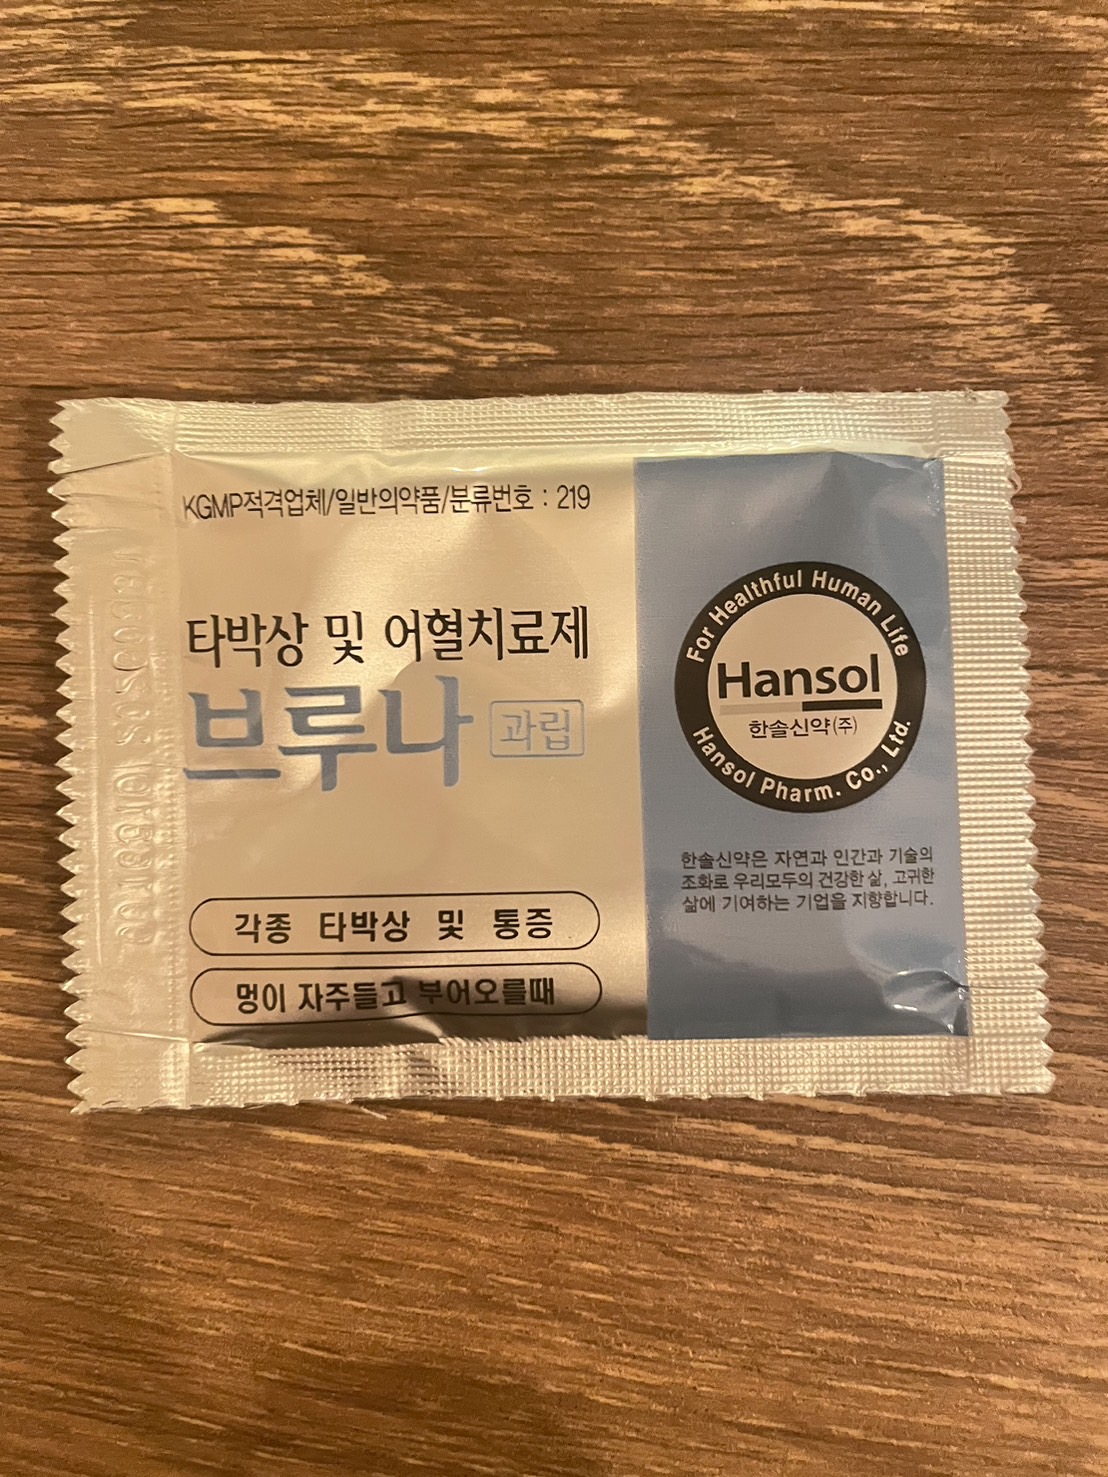 KGMP적격업체/일반의약품/분류번호 : 219
타박상 및 어혈치료제
브루나 과립
각종 타박상 및 통증
멍이 자주들고 부어오를때
For Healthful Human Life
Hansol
한솔신약(주)
Hansol Pharm. Co., Ltd.
한솔신약은 자연과 인간과 기술의
조화로 우리모두의 건강한 삶, 고귀한
삶에 기여하는 기업을 지향합니다.